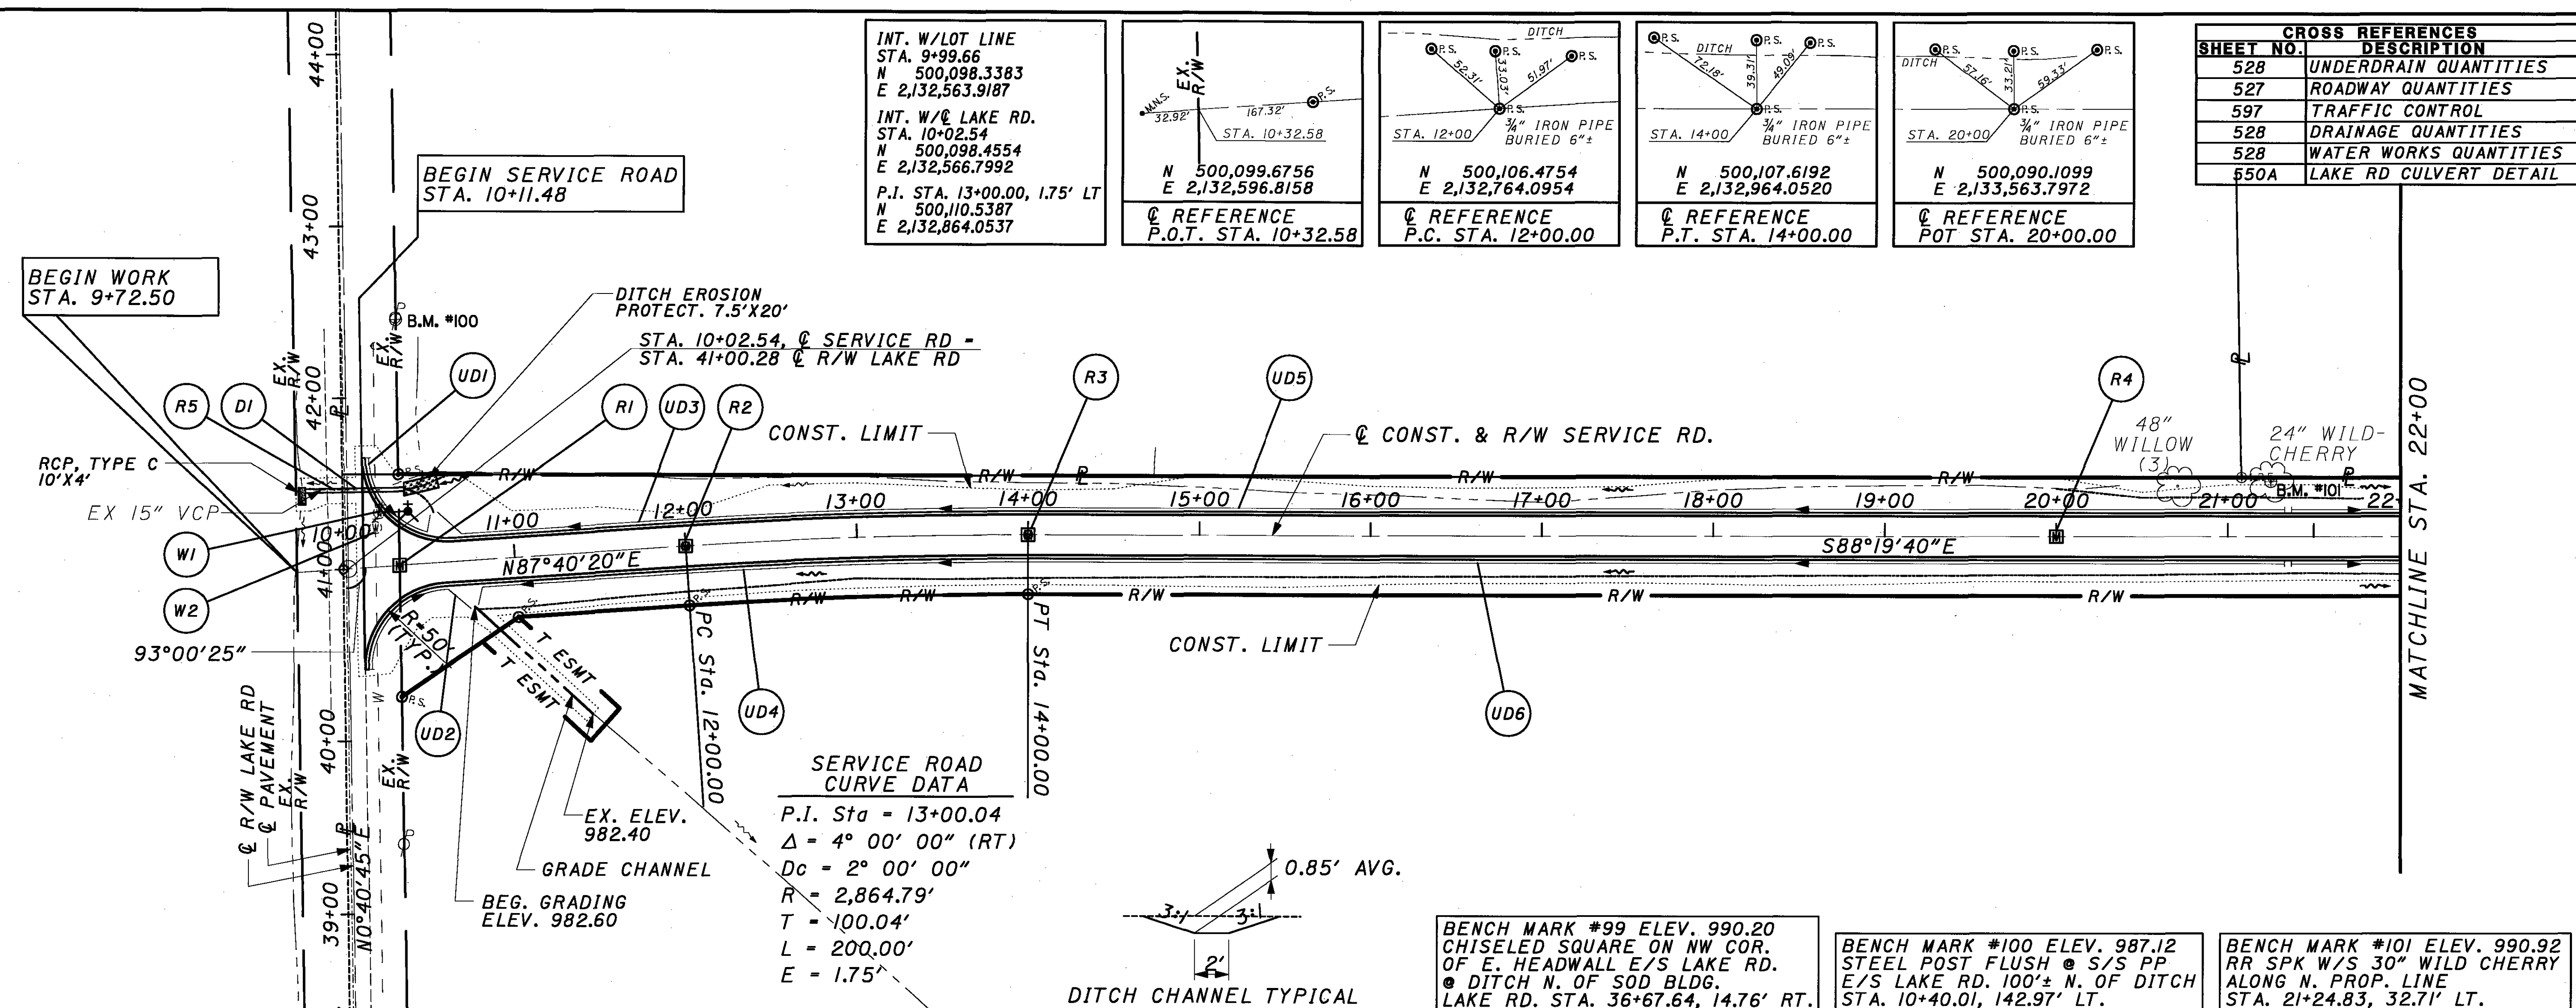 INT. W/LOT LINE
STA. 9+99.66
N 500,098.3383
E 2,132,563.9187
INT. W/℄ LAKE RD.
STA. 10+02.54
N 500,098.4554
E 2,132,566.7992
P.I. STA. 13+00.00, 1.75' LT
N 500,110.5387
E 2,132,864.0537
EX.
R/W
M.N.S.
32.92'
167.32'
P.S.
STA. 10+32.58
N 500,099.6756
E 2,132,596.8158
℄ REFERENCE
P.O.T. STA. 10+32.58
DITCH
P.S.
P.S.
P.S.
52.31'
33.03'
51.97'
P.S.
STA. 12+00
3/4" IRON PIPE
BURIED 6"±
N 500,106.4754
E 2,132,764.0954
℄ REFERENCE
P.C. STA. 12+00.00
P.S.
P.S.
P.S.
DITCH
72.18'
39.31'
49.09'
P.S.
STA. 14+00
3/4" IRON PIPE
BURIED 6"±
N 500,107.6192
E 2,132,964.0520
℄ REFERENCE
P.T. STA. 14+00.00
P.S.
P.S.
P.S.
DITCH
57.16'
33.21'
59.33'
P.S.
STA. 20+00
3/4" IRON PIPE
BURIED 6"±
N 500,090.1099
E 2,133,563.7972
℄ REFERENCE
POT STA. 20+00.00
CROSS REFERENCES
SHEET NO. DESCRIPTION
528 UNDERDRAIN QUANTITIES
527 ROADWAY QUANTITIES
597 TRAFFIC CONTROL
528 DRAINAGE QUANTITIES
528 WATER WORKS QUANTITIES
550A LAKE RD CULVERT DETAIL
44+00
43+00
42+00
41+00
40+00
39+00
BEGIN SERVICE ROAD
STA. 10+11.48
BEGIN WORK
STA. 9+72.50
B.M. #100
EX.
R/W
EX.
R/W
DITCH EROSION
PROTECT. 7.5'X20'
STA. 10+02.54, ℄ SERVICE RD =
STA. 41+00.28 ℄ R/W LAKE RD
UD1
R5
D1
R1
UD3
R2
R3
UD5
R4
CONST. LIMIT
℄ CONST. & R/W SERVICE RD.
48"
WILLOW
(3)
24" WILD-
CHERRY
RCP, TYPE C
10'X4'
EX 15" VCP
P.S.
R/W
R/W
R/W
R/W
R/W
B.M. #101
10+00
11+00
12+00
13+00
14+00
15+00
16+00
17+00
18+00
19+00
20+00
21+00
22
MATCHLINE STA. 22+00
W1
W2
N87°40'20"E
S88°19'40"E
93°00'25"
R=50'
(TYP.)
P.S.
P.S.
P.S.
P.S.
R/W
R/W
R/W
R/W
R/W
T ESMT
T ESMT
UD2
UD4
UD6
CONST. LIMIT
PC Sta. 12+00.00
PT Sta. 14+00.00
℄ R/W LAKE RD
℄ PAVEMENT
EX.
R/W
EX.
R/W
W
N0°40'45"E
EX. ELEV.
982.40
GRADE CHANNEL
BEG. GRADING
ELEV. 982.60
SERVICE ROAD
CURVE DATA
P.I. Sta = 13+00.04
Δ = 4° 00' 00" (RT)
Dc = 2° 00' 00"
R = 2,864.79'
T = 100.04'
L = 200.00'
E = 1.75'
0.85' AVG.
3:1
3:1
2'
DITCH CHANNEL TYPICAL
BENCH MARK #99 ELEV. 990.20
CHISELED SQUARE ON NW COR.
OF E. HEADWALL E/S LAKE RD.
@ DITCH N. OF SOD BLDG.
LAKE RD. STA. 36+67.64, 14.76' RT.
BENCH MARK #100 ELEV. 987.12
STEEL POST FLUSH @ S/S PP
E/S LAKE RD. 100'± N. OF DITCH
STA. 10+40.01, 142.97' LT.
BENCH MARK #101 ELEV. 990.92
RR SPK W/S 30" WILD CHERRY
ALONG N. PROP. LINE
STA. 21+24.83, 32.71' LT.